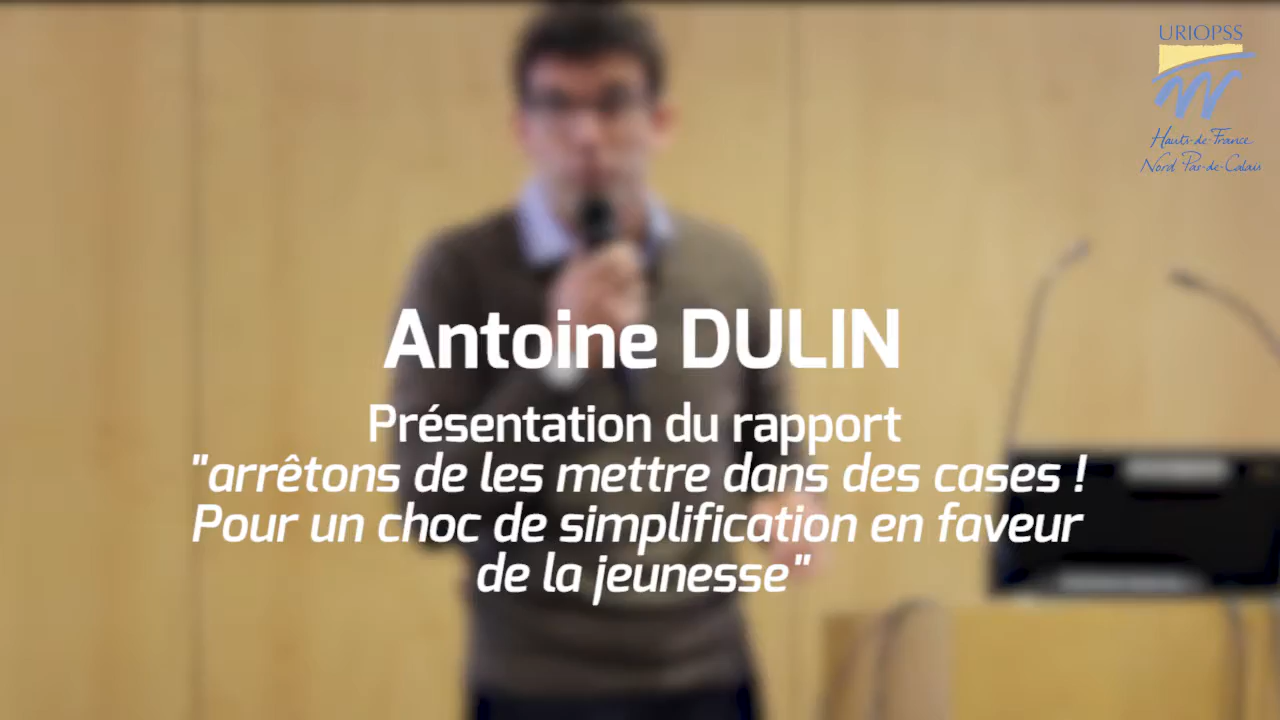 URIOPSS
Hauts-de-France
Nord Pas-de-Calais
Antoine DULIN
Présentation du rapport
"arrêtons de les mettre dans des cases !
Pour un choc de simplification en faveur
de la jeunesse"